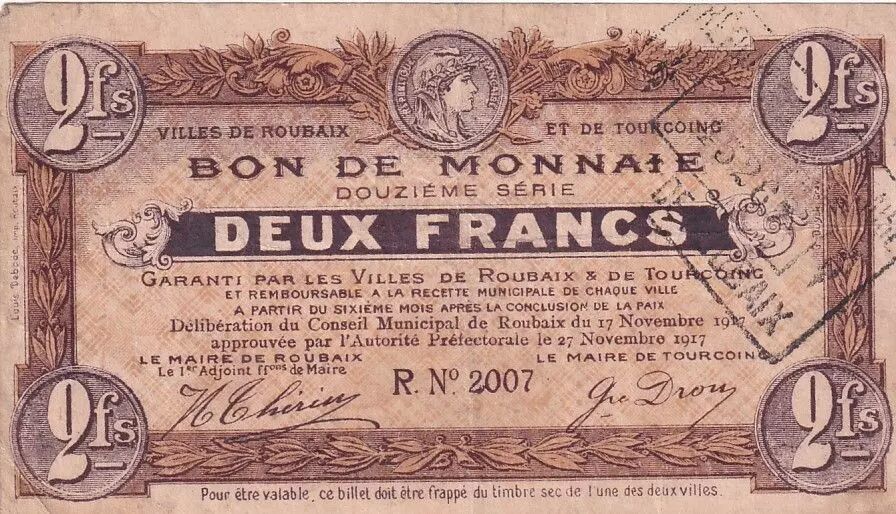 2fs
2fs
RÉPUBLIQUE FRANÇAISE
VILLES DE ROUBAIX ET DE TOURCOING
BON DE MONNAIE
DOUZIÈME SÉRIE
DEUX FRANCS
GARANTI PAR LES VILLES DE ROUBAIX & DE TOURCOING
ET REMBOURSABLE A LA RECETTE MUNICIPALE DE CHAQUE VILLE
A PARTIR DU SIXIÈME MOIS APRÈS LA CONCLUSION DE LA PAIX
Délibération du Conseil Municipal de Roubaix du 17 Novembre
approuvée par l'Autorité Préfectorale le 27 Novembre 1917
LE MAIRE DE ROUBAIX LE MAIRE DE TOURCOING
Le 1er Adjoint ffons de Maire
R. No 2007
2fs
2fs
Pour être valable, ce billet doit être frappé du timbre sec de l'une des deux villes.